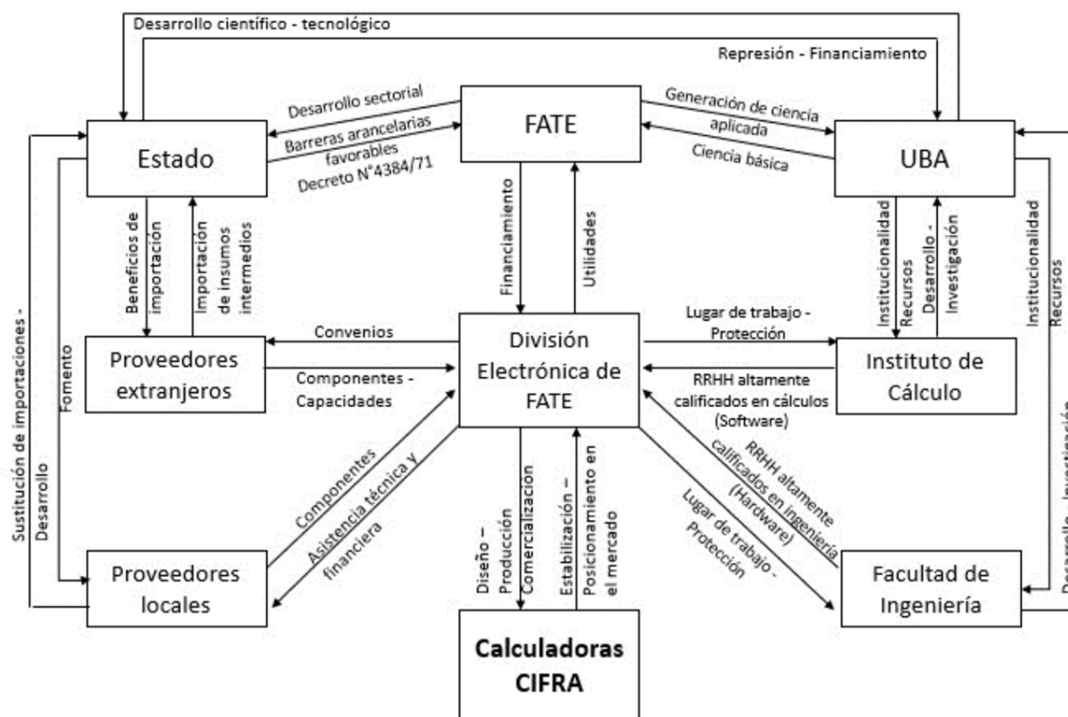 Desarrollo científico - tecnológico
Represión - Financiamiento
Desarrollo sectorial
Barreras arancelarias
favorables
Decreto N°4384/71
FATE
Generación de ciencia
aplicada
Ciencia básica
Estado
UBA
Beneficios de
importación
Importación
de insumos
intermedios
Financiamiento
Utilidades
Institucionalidad
Recursos
Desarrollo -
Investigación
Institucionalidad
Recursos
Sustitución de importaciones -
Desarrollo
Fomento
Proveedores
extranjeros
Convenios
Componentes -
Capacidades
División
Electrónica de
FATE
Lugar de trabajo -
Protección
RRHH altamente
calificados en cálculos
(Software)
Instituto de
Cálculo
Componentes
Asistencia técnica y
financiera
Diseño –
Producción
Comercialización
Estabilización –
Posicionamiento en
el mercado
RRHH altamente
calificados en ingeniería
(Hardware)
Lugar de trabajo -
Protección
Desarrollo - Investigación
Proveedores
locales
Facultad de
Ingeniería
Calculadoras
CIFRA